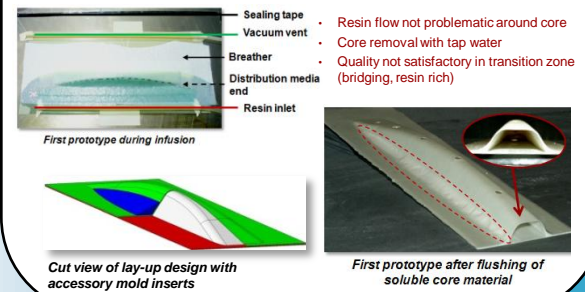 Sealing tape
Vacuum vent
Breather
Distribution media
end
Resin inlet
First prototype during infusion
• Resin flow not problematic around core
• Core removal with tap water
• Quality not satisfactory in transition zone
(bridging, resin rich)
Cut view of lay-up design with
accessory mold inserts
First prototype after flushing of
soluble core material